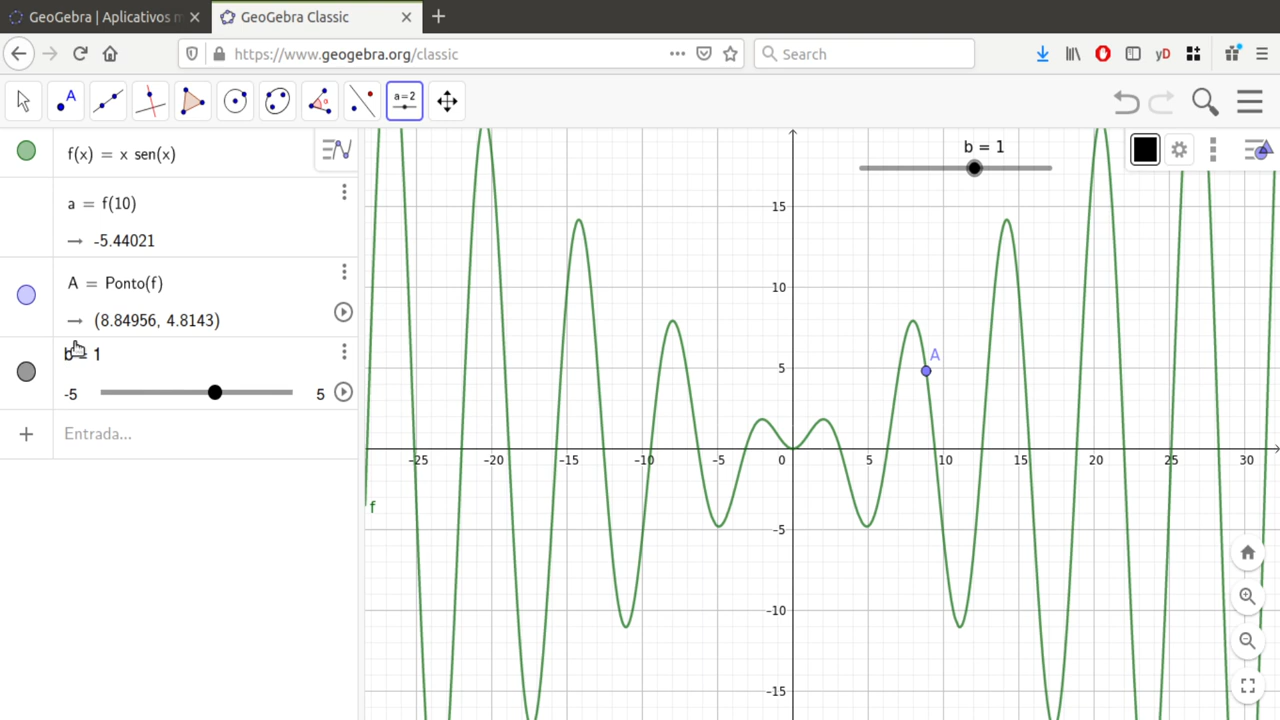 GeoGebra | Aplicativos m
GeoGebra Classic
https://www.geogebra.org/classic
Search
yD
A
α
a=2
f(x) = x sen(x)
a = f(10)
→ -5.44021
A = Ponto(f)
→ (8.84956, 4.8143)
b = 1
-5
5
Entrada...
b = 1
15
10
5
-25 -20 -15 -10 -5 0 5 10 15 20 25 30
-5
-10
-15
A
f